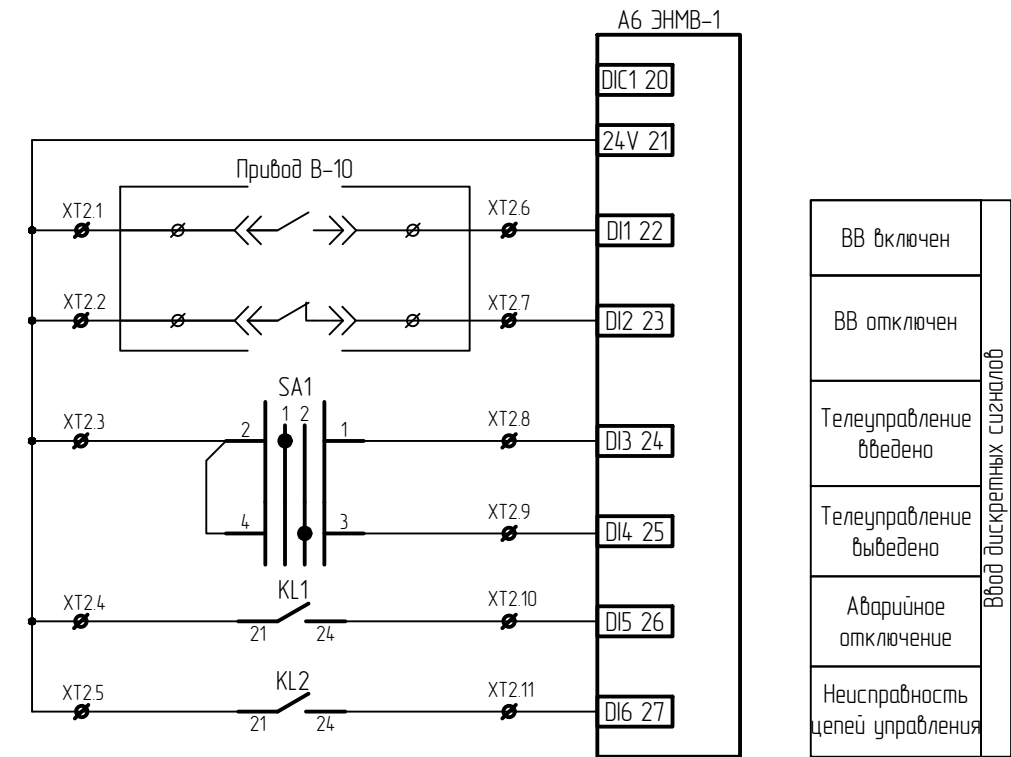 А6 ЭНМВ-1
DIC1 20
24V 21
Привод В-10
XT2.1
XT2.6
DI1 22
ВВ включен
XT2.2
XT2.7
DI2 23
ВВ отключен
SA1
XT2.3
2
1 2
1
XT2.8
DI3 24
Телеуправление
введено
4
3
XT2.9
DI4 25
Телеуправление
выведено
KL1
XT2.4
21
24
XT2.10
DI5 26
Аварийное
отключение
KL2
XT2.5
21
24
XT2.11
DI6 27
Неисправность
цепей управления
Ввод дискретных сигналов